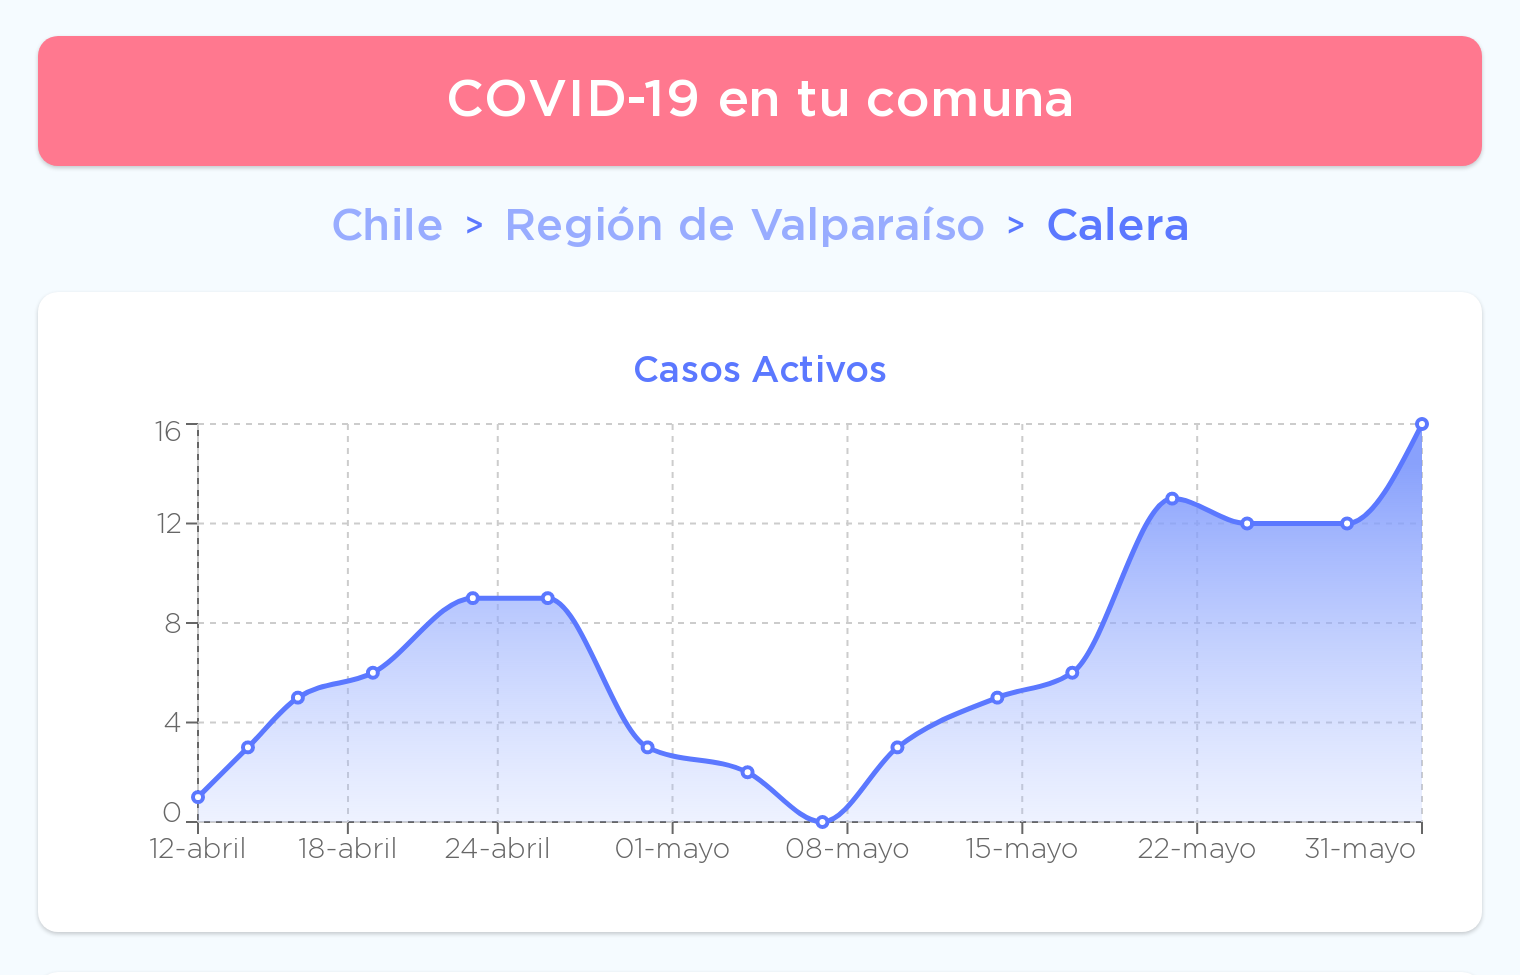 COVID-19 en tu comuna
Chile > Región de Valparaíso > Calera
Casos Activos
16
12
8
4
0
12-abril 18-abril 24-abril 01-mayo 08-mayo 15-mayo 22-mayo 31-mayo